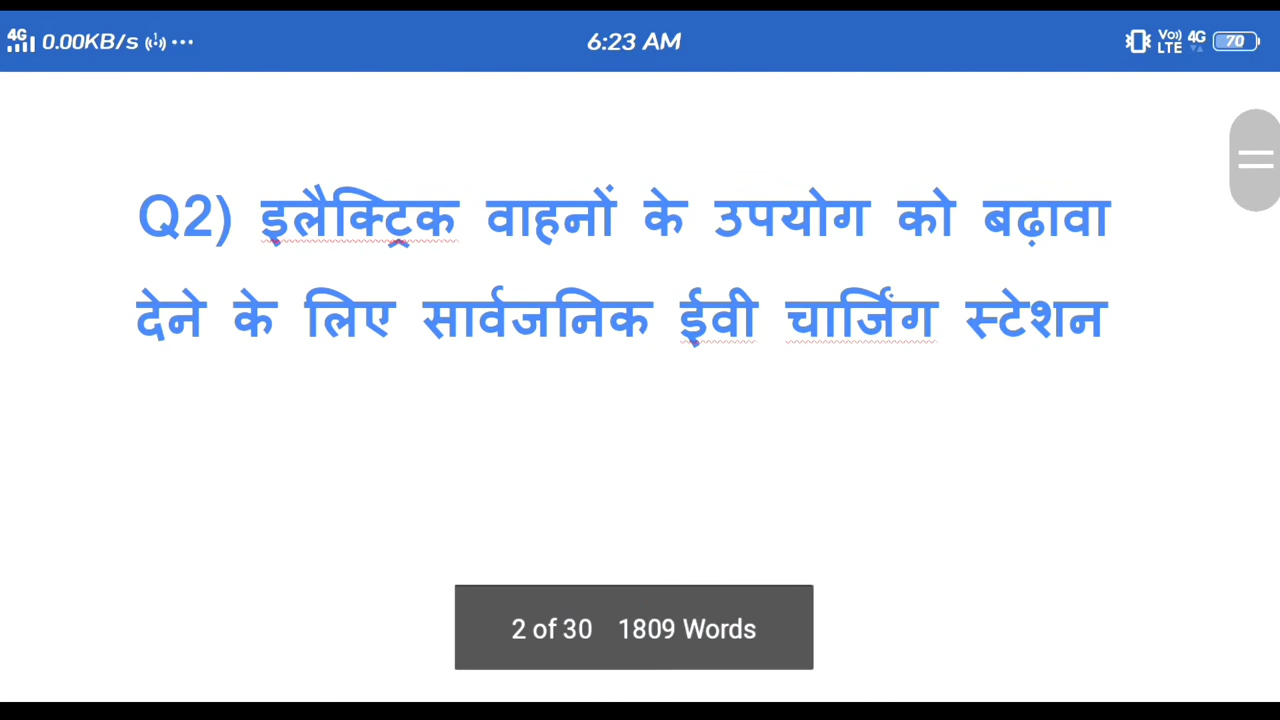 4G 0.00KB/s ... 6:23 AM Vo)) LTE 4G 70
Q2) इलैक्ट्रिक वाहनों के उपयोग को बढ़ावा
देने के लिए सार्वजनिक ईवी चार्जिंग स्टेशन
2 of 30 1809 Words